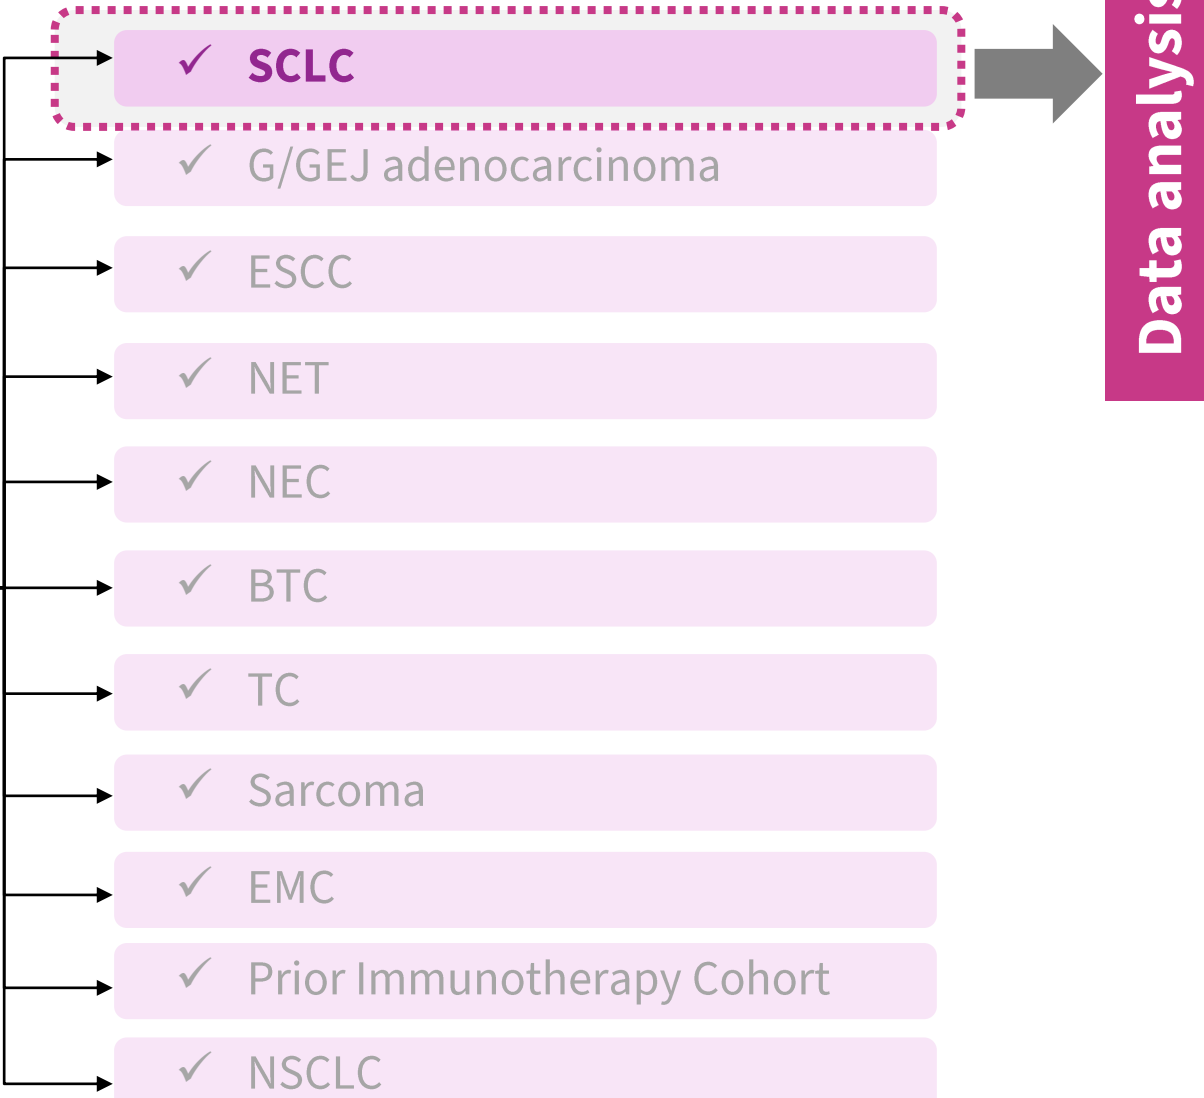 ✓ SCLC
✓ G/GEJ adenocarcinoma
✓ ESCC
✓ NET
✓ NEC
✓ BTC
✓ TC
✓ Sarcoma
✓ EMC
✓ Prior Immunotherapy Cohort
✓ NSCLC
Data analysis